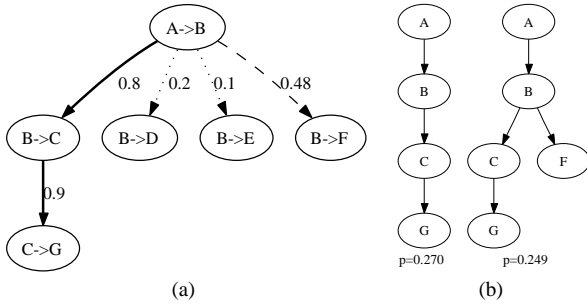 A->B
0.8
0.2
0.1
0.48
B->C
B->D
B->E
B->F
0.9
C->G
(a)
A
B
C
G
p=0.270
A
B
C
F
G
p=0.249
(b)